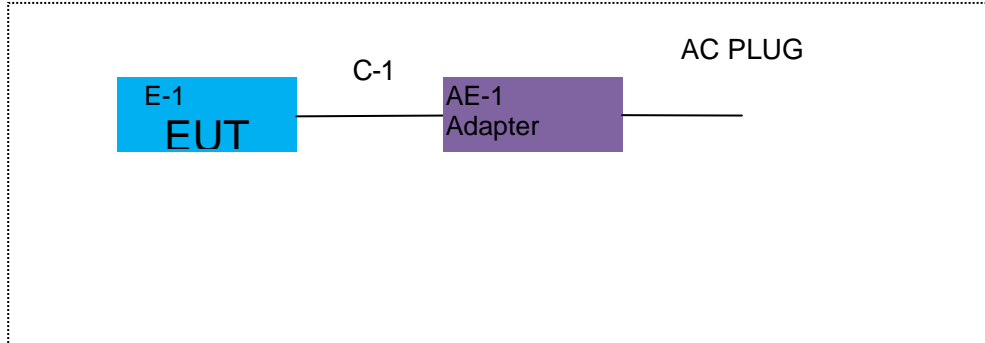 AC PLUG
C-1
E-1
EUT
AE-1
Adapter